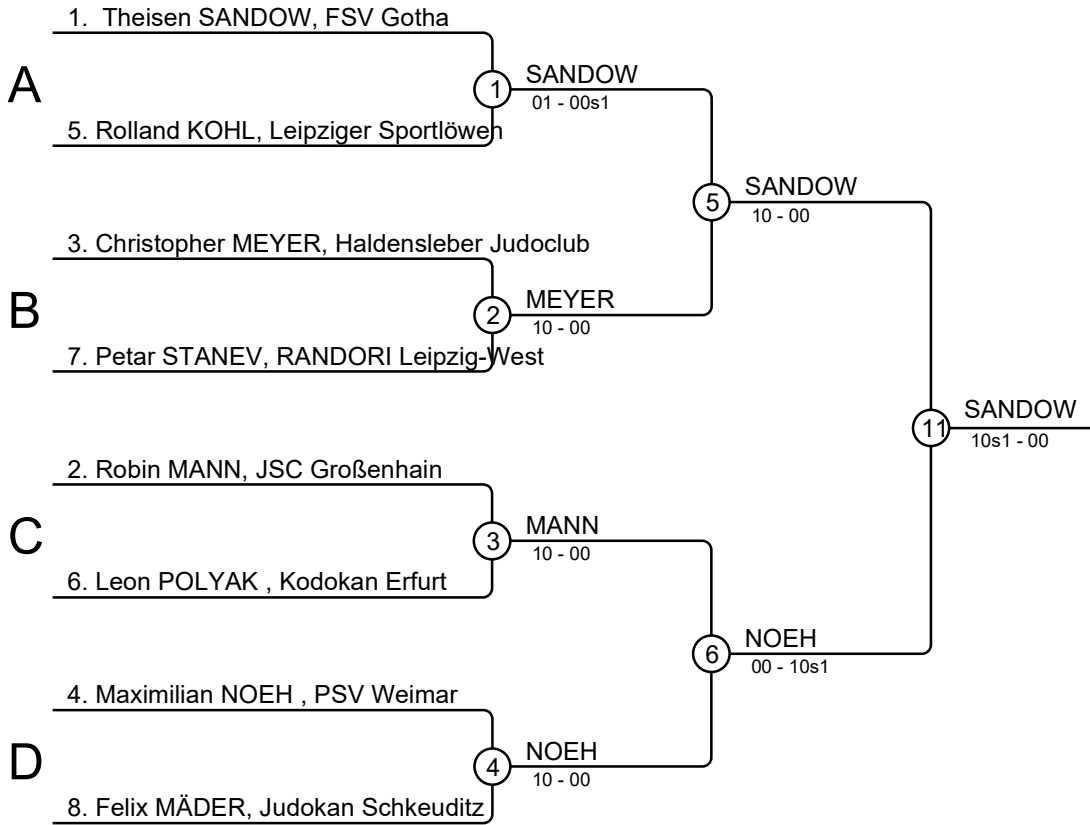 1. Theisen SANDOW, FSV Gotha
A
1
SANDOW
01 - 00s1
5. Rolland KOHL, Leipziger Sportlöwen
5
SANDOW
10 - 00
3. Christopher MEYER, Haldensleber Judoclub
B
2
MEYER
10 - 00
7. Petar STANEV, RANDORI Leipzig-West
11
SANDOW
10s1 - 00
2. Robin MANN, JSC Großenhain
C
3
MANN
10 - 00
6. Leon POLYAK , Kodokan Erfurt
6
NOEH
00 - 10s1
4. Maximilian NOEH , PSV Weimar
D
4
NOEH
10 - 00
8. Felix MÄDER, Judokan Schkeuditz